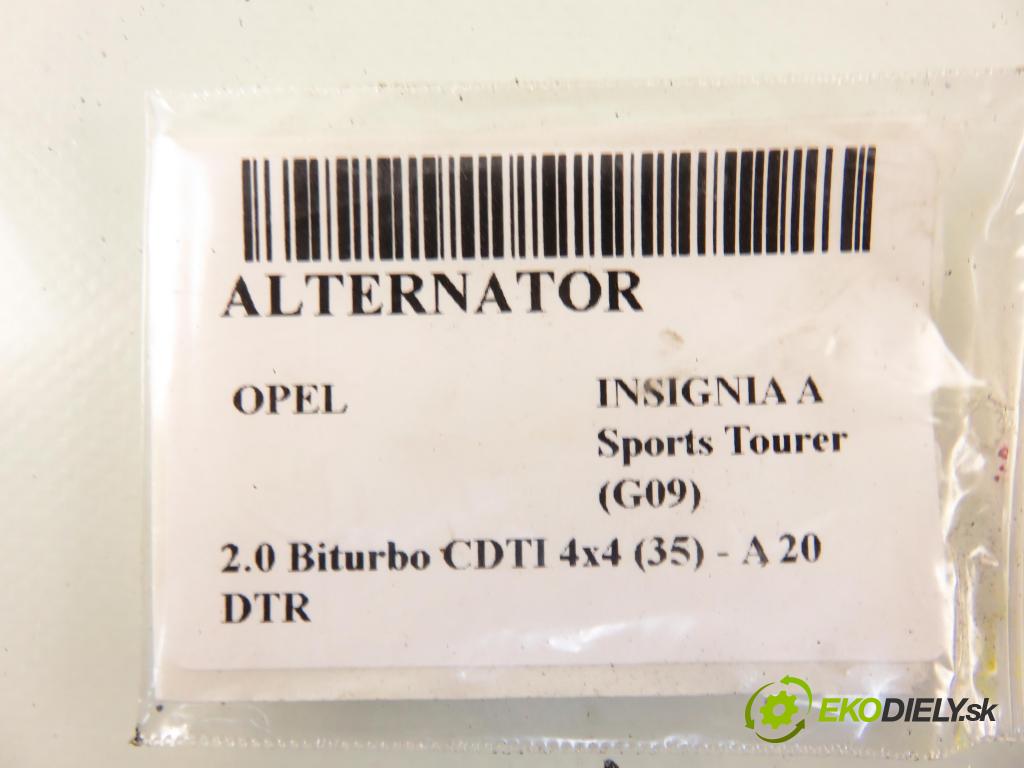 ALTERNATOR
OPEL
INSIGNIA A
Sports Tourer
(G09)
2.0 Biturbo CDTI 4x4 (35) - A 20
DTR
EKODIELY.sk